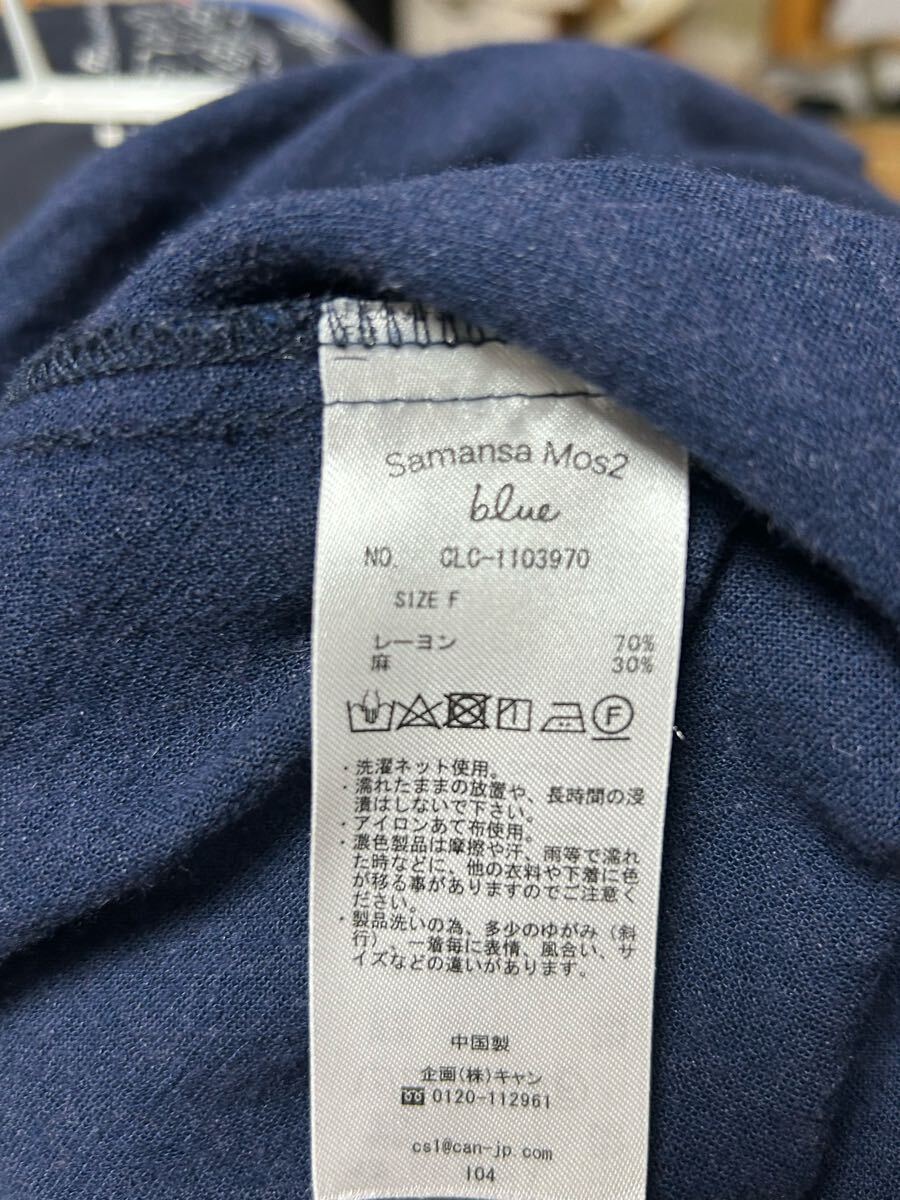 Samansa Mos2
blue
NO. CLC-1103970
SIZE F
レーヨン 70%
麻 30%
F
・洗濯ネット使用。
・濡れたままの放置や、長時間の浸
漬はしないで下さい。
・アイロンあて布使用。
・濃色製品は摩擦や汗、雨等で濡れ
た時などに、他の衣料や下着に色
が移る事がありますのでご注意く
ださい。
・製品洗いの為、多少のゆがみ（斜
行）、一着毎に表情、風合い、サ
イズなどの違いがあります。
中国製
企画(株)キャン
0120-112961
cs1@can-jp.com
104